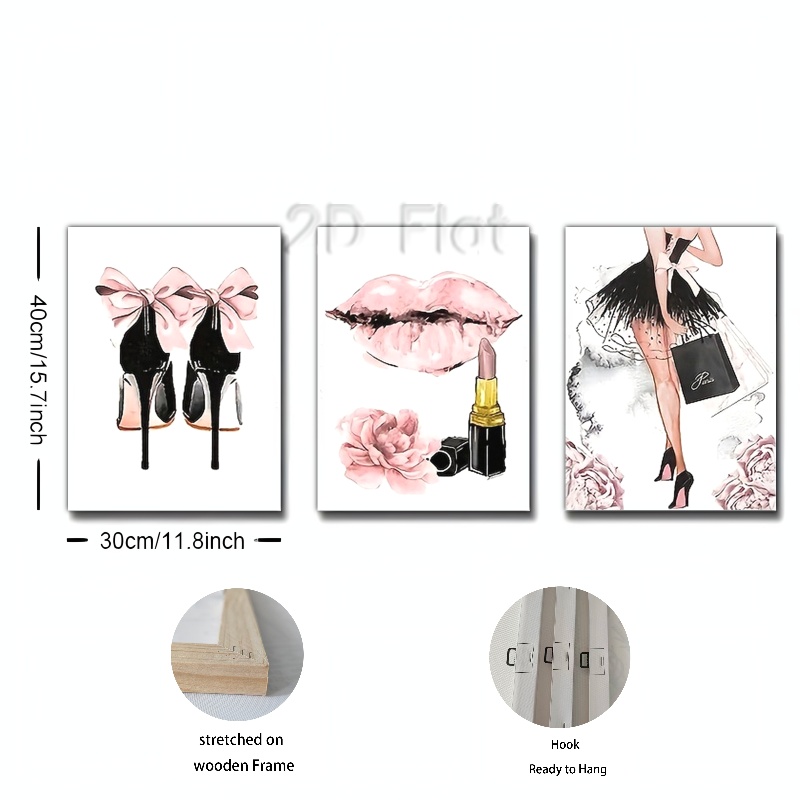 2D Flat
40cm/15.7inch
Paris
30cm/11.8inch
stretched on
wooden Frame
Hook
Ready to Hang